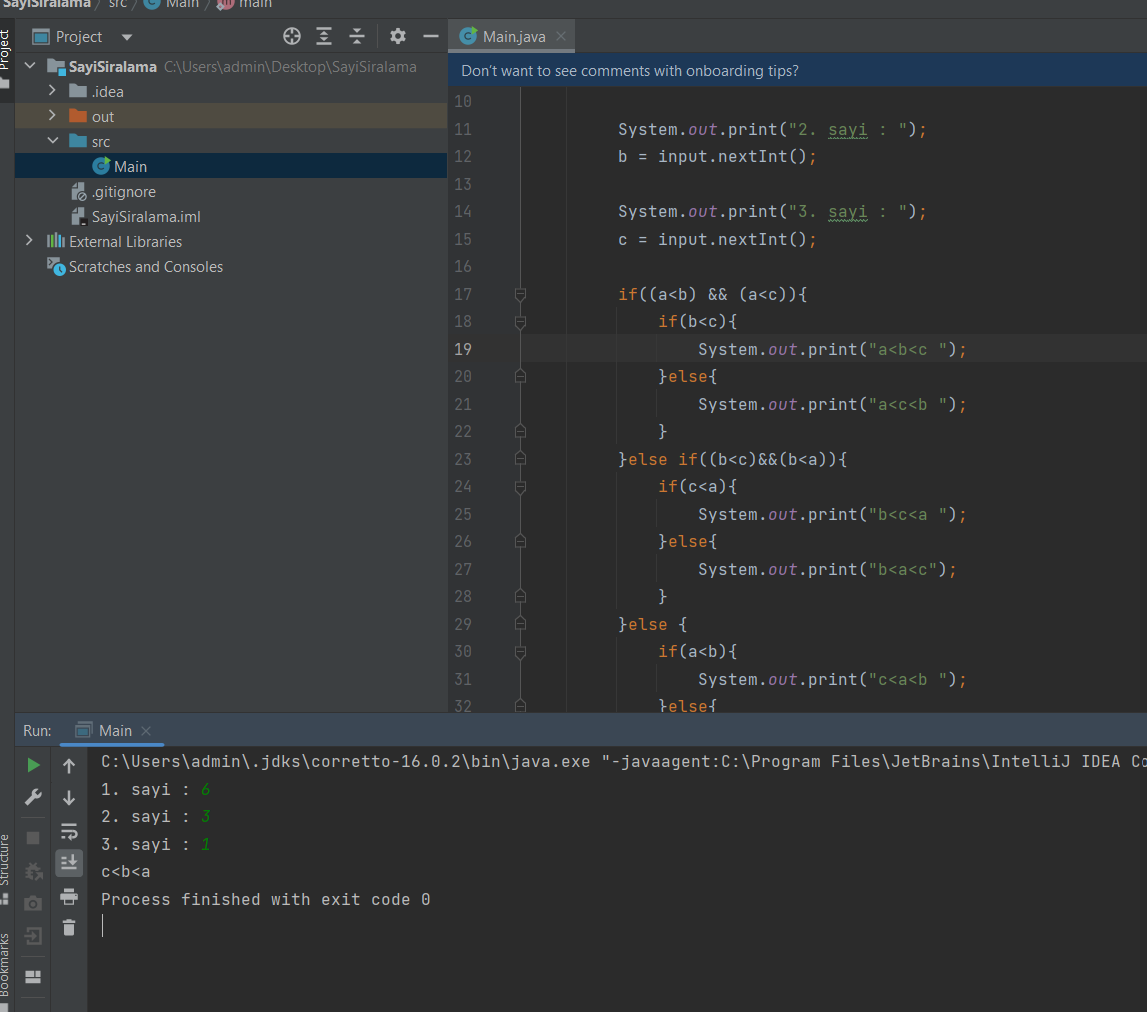 SayiSiralama / src / Main / main
Project
Main.java
Don't want to see comments with onboarding tips?
Project
SayiSiralama C:\Users\admin\Desktop\SayiSiralama
.idea
out
src
Main
.gitignore
SayiSiralama.iml
External Libraries
Scratches and Consoles
10
11 System.out.print("2. sayi : ");
12 b = input.nextInt();
13
14 System.out.print("3. sayi : ");
15 c = input.nextInt();
16
17 if((a<b) && (a<c)){
18 if(b<c){
19 System.out.print("a<b<c ");
20 }else{
21 System.out.print("a<c<b ");
22 }
23 }else if((b<c)&&(b<a)){
24 if(c<a){
25 System.out.print("b<c<a ");
26 }else{
27 System.out.print("b<a<c");
28 }
29 }else {
30 if(a<b){
31 System.out.print("c<a<b ");
32 }else{
Run: Main
C:\Users\admin\.jdks\corretto-16.0.2\bin\java.exe "-javaagent:C:\Program Files\JetBrains\IntelliJ IDEA Co
1. sayi : 6
2. sayi : 3
3. sayi : 1
c<b<a
Process finished with exit code 0
Structure
Bookmarks